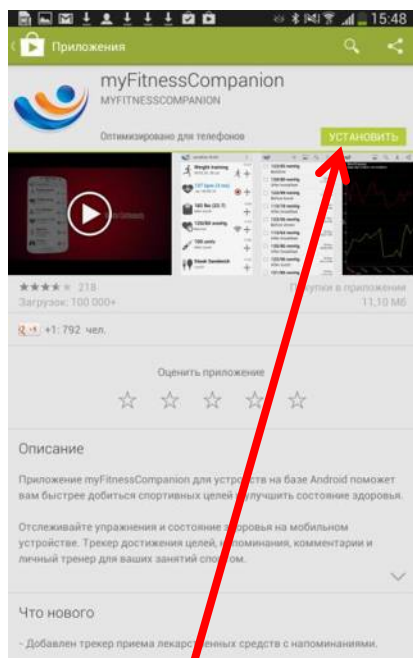 15:48
Приложения
myFitnessCompanion
MYFITNESSCOMPANION
Оптимизировано для телефонов
УСТАНОВИТЬ
Weight training
★★★★★ 218
Покупки в приложении
Загрузок: 100 000+
11,10 МБ
+1: 792 чел.
Оценить приложение
Описание
Приложение myFitnessCompanion для устройств на базе Android поможет
вам быстрее добиться спортивных целей и улучшить состояние здоровья.
Отслеживайте упражнения и состояние здоровья на мобильном
устройстве. Трекер достижения целей, напоминания, комментарии и
личный тренер для ваших занятий спортом.
Что нового
- Добавлен трекер приема лекарственных средств с напоминаниями.